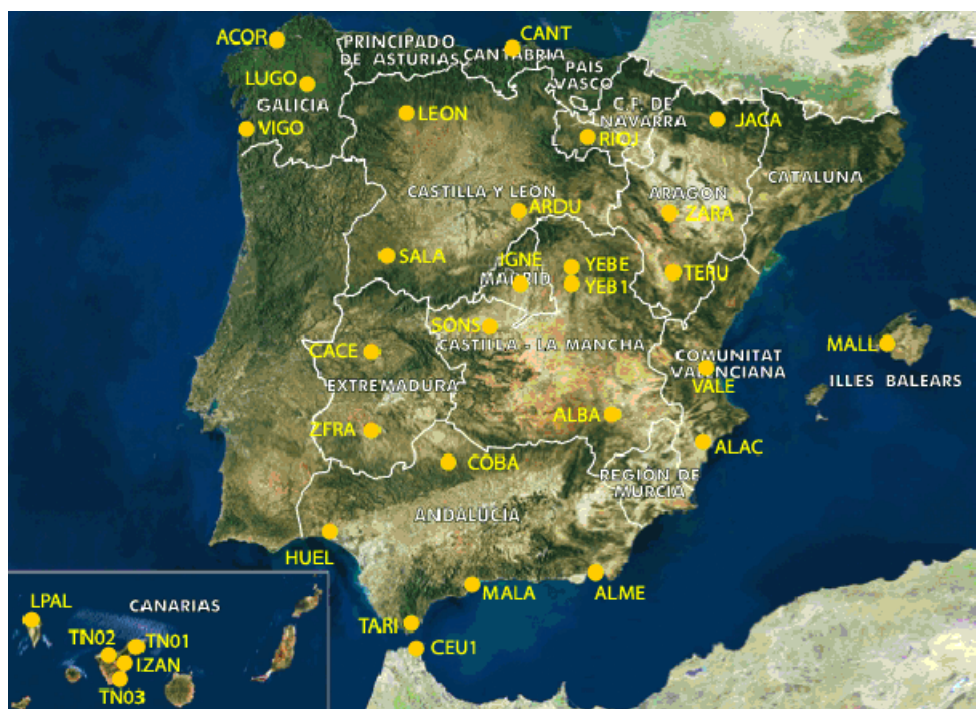 ACOR
PRINCIPADO
DE ASTURIAS
CANT
CANTABRIA
PAIS
VASCO
LUGO
GALICIA
LEON
C.F. DE
NAVARRA
JACA
VIGO
RIOJ
CATALUNA
CASTILLA Y LEON
ARAGON
ARDU
ZARA
SALA
IGNE
MADRID
YEBE
YEB1
TERU
SONS
CASTILLA - LA MANCHA
CACE
EXTREMADURA
COMUNITAT
VALENCIANA
VALE
MALL
ILLES BALEARS
ZFRA
ALBA
ALAC
COBA
REGION DE
MURCIA
ANDALUCIA
HUEL
MALA
ALME
TARI
CEU1
CANARIAS
LPAL
TN02
TN01
IZAN
TN03